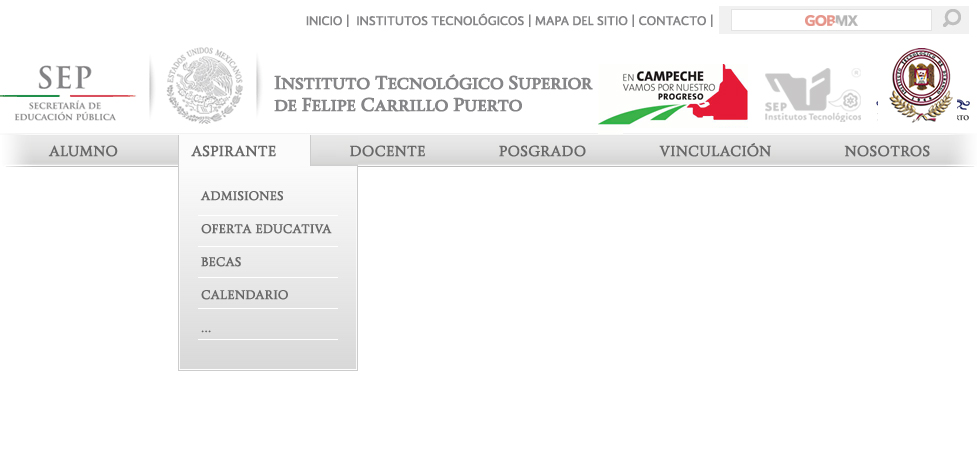 INICIO | INSTITUTOS TECNOLÓGICOS | MAPA DEL SITIO | CONTACTO |
GOBMX
SEP
SECRETARÍA DE
EDUCACIÓN PÚBLICA
ESTADOS UNIDOS MEXICANOS
INSTITUTO TECNOLÓGICO SUPERIOR
DE FELIPE CARRILLO PUERTO
EN CAMPECHE
VAMOS POR NUESTRO
PROGRESO
SEP
Institutos Tecnológicos
ALUMNO ASPIRANTE DOCENTE POSGRADO VINCULACIÓN NOSOTROS
ADMISIONES
OFERTA EDUCATIVA
BECAS
CALENDARIO
...